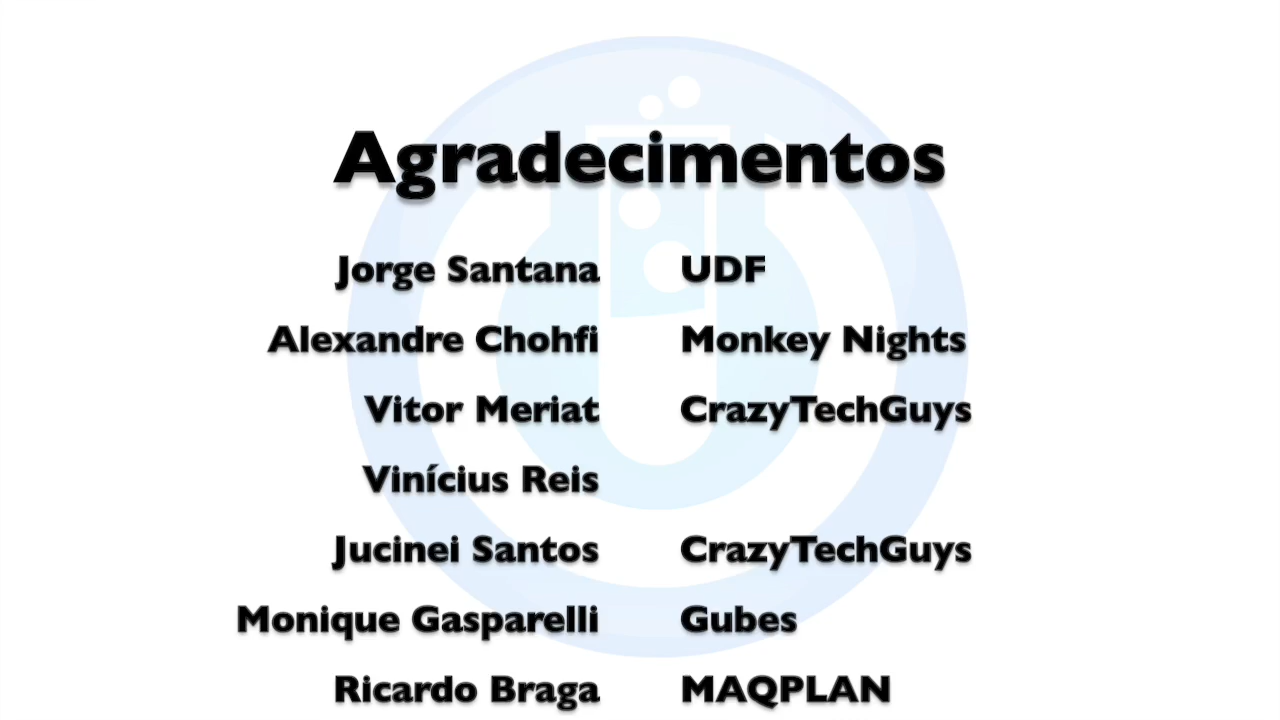 Agradecimentos
Jorge Santana UDF
Alexandre Chohfi Monkey Nights
Vitor Meriat CrazyTechGuys
Vinícius Reis
Jucinei Santos CrazyTechGuys
Monique Gasparelli Gubes
Ricardo Braga MAQPLAN